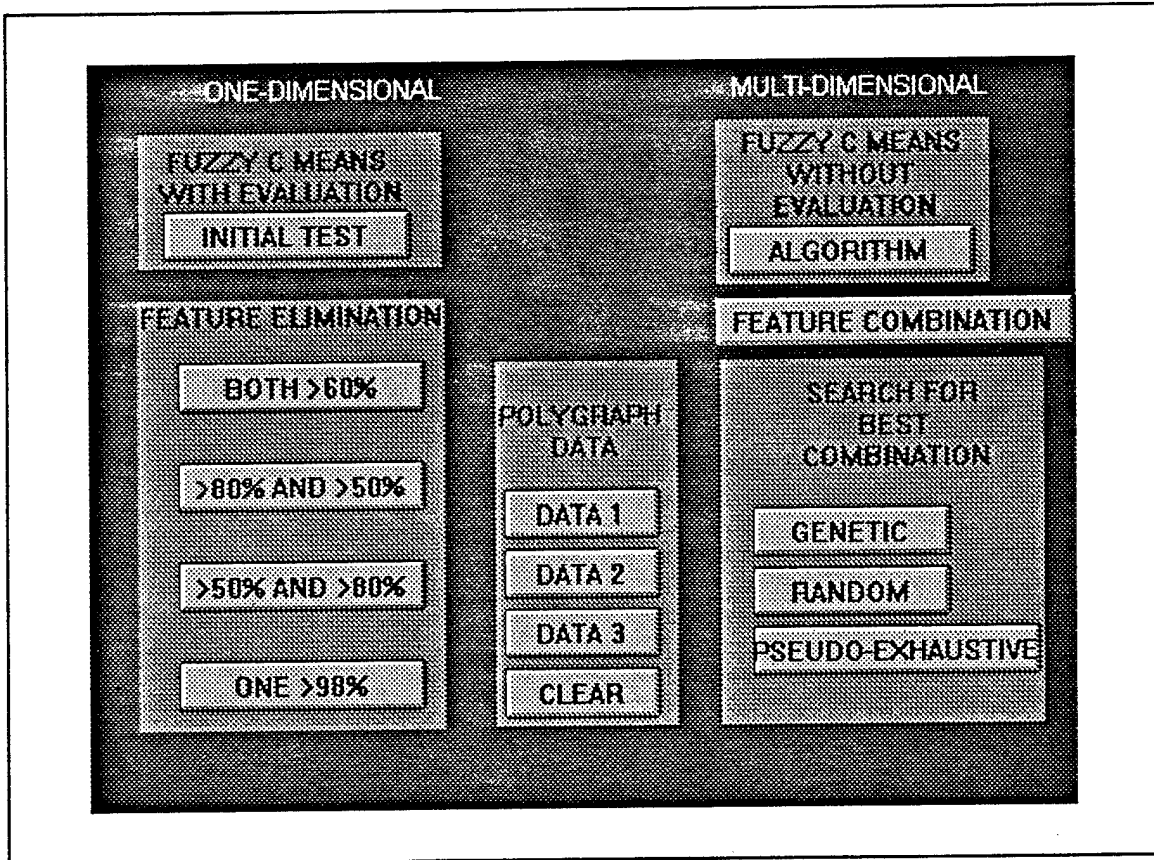 ONE-DIMENSIONAL
FUZZY C MEANS
WITH EVALUATION
INITIAL TEST
FEATURE ELIMINATION
BOTH >60%
>80% AND >50%
>50% AND >80%
ONE >98%
POLYGRAPH
DATA
DATA 1
DATA 2
DATA 3
CLEAR
MULTI-DIMENSIONAL
FUZZY C MEANS
WITHOUT
EVALUATION
ALGORITHM
FEATURE COMBINATION
SEARCH FOR
BEST
COMBINATION
GENETIC
RANDOM
PSEUDO-EXHAUSTIVE